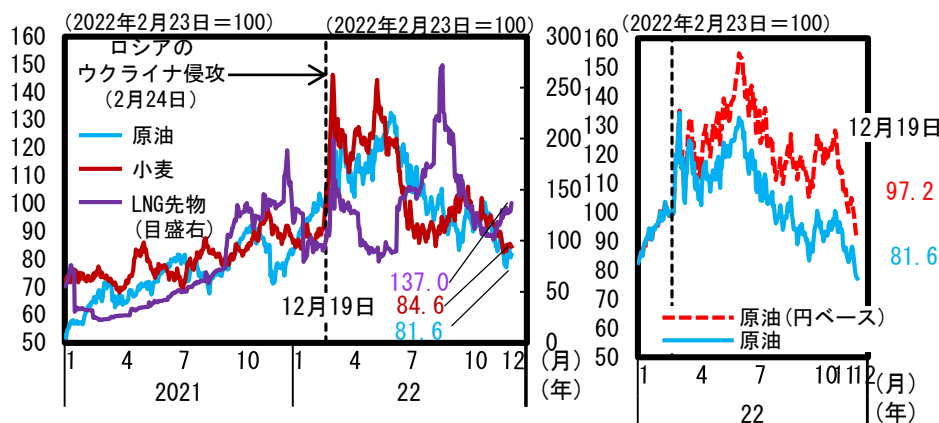 (2022年2月23日＝100)
(2022年2月23日＝100)
(2022年2月23日＝100)
160
150
140
130
120
110
100
90
80
70
60
50
ロシアの
ウクライナ侵攻
(2月24日)
原油
小麦
LNG先物
(目盛右)
12月19日
137.0
84.6
81.6
300
250
200
150
100
50
0
1 4 7 10 1 4 7 10 12 (月)
2021 22 (年)
160
150
140
130
120
110
100
90
80
70
60
50
12月19日
97.2
81.6
原油(円ベース)
原油
1 4 7 10 11 12 (月)
22 (年)